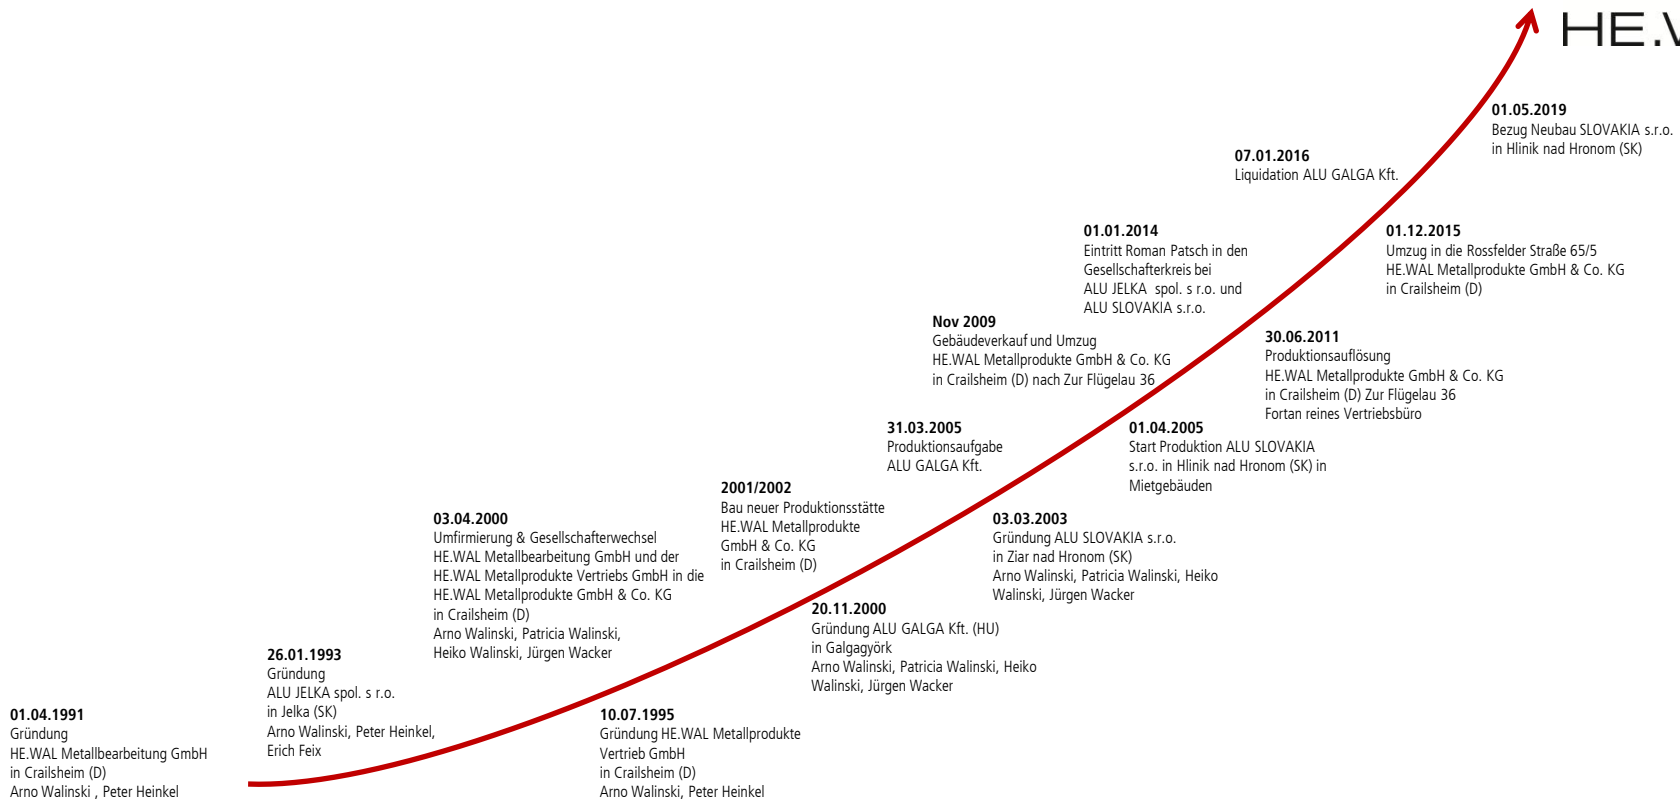 HE.
01.05.2019
Bezug Neubau SLOVAKIA s.r.o.
in Hlinik nad Hronom (SK)
07.01.2016
Liquidation ALU GALGA Kft.
01.01.2014
Eintritt Roman Patsch in den
Gesellschafterkreis bei
ALU JELKA  spol. s r.o. und
ALU SLOVAKIA s.r.o.
01.12.2015
Umzug in die Rossfelder Straße 65/5
HE.WAL Metallprodukte GmbH & Co. KG
in Crailsheim (D)
Nov 2009
Gebäudeverkauf und Umzug
HE.WAL Metallprodukte GmbH & Co. KG
in Crailsheim (D) nach Zur Flügelau 36
30.06.2011
Produktionsauflösung
HE.WAL Metallprodukte GmbH & Co. KG
in Crailsheim (D) Zur Flügelau 36
Fortan reines Vertriebsbüro
31.03.2005
Produktionsaufgabe
ALU GALGA Kft.
01.04.2005
Start Produktion ALU SLOVAKIA
s.r.o. in Hlinik nad Hronom (SK) in
Mietgebäuden
2001/2002
Bau neuer Produktionsstätte
HE.WAL Metallprodukte
GmbH & Co. KG
in Crailsheim (D)
03.04.2000
Umfirmierung & Gesellschafterwechsel
HE.WAL Metallbearbeitung GmbH und der
HE.WAL Metallprodukte Vertriebs GmbH in die
HE.WAL Metallprodukte GmbH & Co. KG
in Crailsheim (D)
Arno Walinski, Patricia Walinski,
Heiko Walinski, Jürgen Wacker
03.03.2003
Gründung ALU SLOVAKIA s.r.o.
in Ziar nad Hronom (SK)
Arno Walinski, Patricia Walinski, Heiko
Walinski, Jürgen Wacker
20.11.2000
Gründung ALU GALGA Kft. (HU)
in Galgagyörk
Arno Walinski, Patricia Walinski, Heiko
Walinski, Jürgen Wacker
26.01.1993
Gründung
ALU JELKA spol. s r.o.
in Jelka (SK)
Arno Walinski, Peter Heinkel,
Erich Feix
01.04.1991
Gründung
HE.WAL Metallbearbeitung GmbH
in Crailsheim (D)
Arno Walinski , Peter Heinkel
10.07.1995
Gründung HE.WAL Metallprodukte
Vertrieb GmbH
in Crailsheim (D)
Arno Walinski, Peter Heinkel